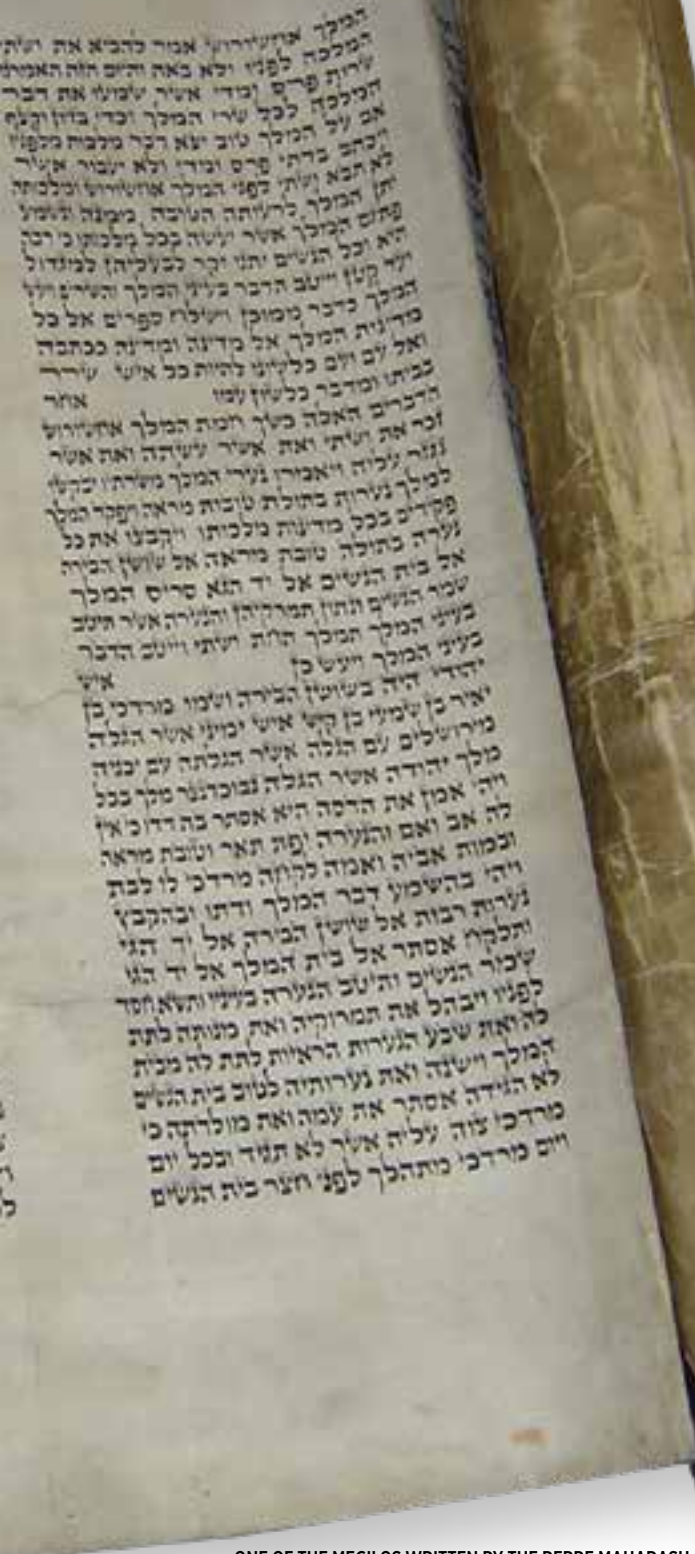 המלך אחשורוש אמר להביא את ושתי
המלכה לפניו ולא באה והיום הזה תאמרנה
שרות פרס ומדי אשר שמעו את דבר
המלכה לכל שרי המלך וכדי בזיון וקצף
אם על המלך טוב יצא דבר מלכות מלפניו
ויכתב בדתי פרס ומדי ולא יעבור אשר
לא תבא ושתי לפני המלך אחשורוש ומלכותה
יתן המלך לרעותה הטובה ממנה ונשמע
פתגם המלך אשר יעשה בכל מלכותו כי רבה
היא וכל הנשים יתנו יקר לבעליהן למגדול
ועד קטן וייטב הדבר בעיני המלך והשרים ויעש
המלך כדבר ממוכן וישלח ספרים אל כל
מדינות המלך אל מדינה ומדינה ככתבה
ואל עם ועם כלשונו להיות כל איש שרר
בביתו ומדבר כלשון עמו אחר
הדברים האלה כשך חמת המלך אחשורוש
זכר את ושתי ואת אשר עשתה ואת אשר
נגזר עליה ויאמרו נערי המלך משרתיו יבקשו
למלך נערות בתולות טובות מראה ויפקד המלך
פקידים בכל מדינות מלכותו ויקבצו את כל
נערה בתולה טובת מראה אל שושן הבירה
אל בית הנשים אל יד הגא סריס המלך
שמר הנשים ונתון תמרקיהן והנערה אשר תיטב
בעיני המלך תמלך תחת ושתי וייטב הדבר
בעיני המלך ויעש כן איש
יהודי היה בשושן הבירה ושמו מרדכי בן
יאיר בן שמעי בן קיש איש ימיני אשר הגלה
מירושלים עם הגלה אשר הגלתה עם יכניה
מלך יהודה אשר הגלה נבוכדנצר מלך בבל
ויהי אמן את הדסה היא אסתר בת דדו כי אין
לה אב ואם והנערה יפת תאר וטובת מראה
ובמות אביה ואמה לקחה מרדכי לו לבת
ויהי בהשמע דבר המלך ודתו ובהקבץ
נערות רבות אל שושן הבירה אל יד הגי
ותלקח אסתר אל בית המלך אל יד הגי
שמר הנשים ותיטב הנערה בעיניו ותשא חסד
לפניו ויבהל את תמרוקיה ואת מנותה לתת
לה ואת שבע הנערות הראיות לתת לה מבית
המלך וישנה ואת נערותיה לטוב בית הנשים
לא הגידה אסתר את עמה ואת מולדתה כי
מרדכי צוה עליה אשר לא תגיד ובכל יום
ויום מרדכי מתהלך לפני חצר בית הנשים
ONE OF THE MEGILOS WRITTEN BY THE REBBE MAHARASH